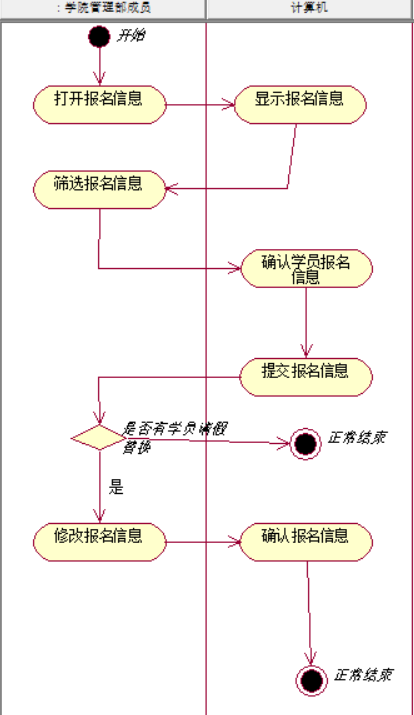 ：学院管理部成员
计算机
开始
打开报名信息
显示报名信息
筛选报名信息
确认学员报名
信息
提交报名信息
是否有学员请假
替换
正常结束
是
修改报名信息
确认报名信息
正常结束